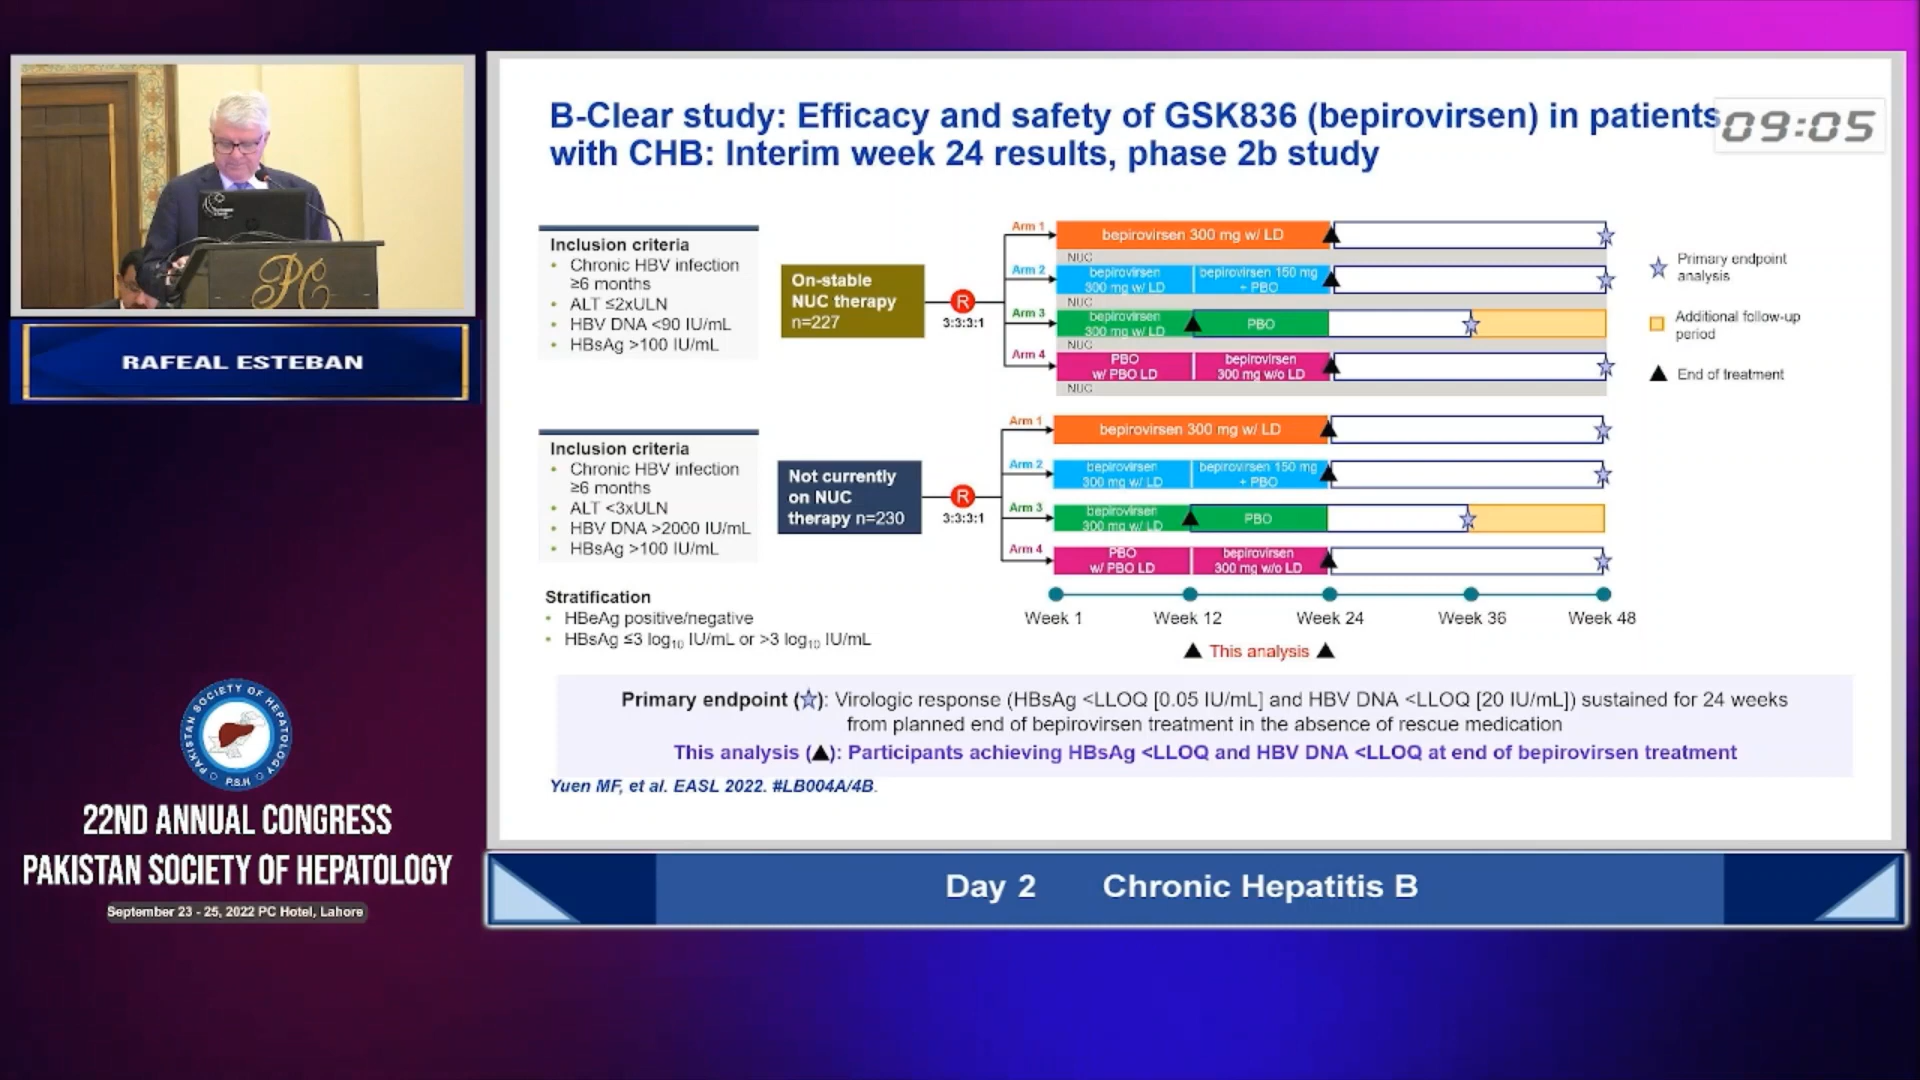 B-Clear study: Efficacy and safety of GSK836 (bepirovirsen) in patients
with CHB: Interim week 24 results, phase 2b study
09:05
Inclusion criteria
• Chronic HBV infection
≥6 months
• ALT ≤2xULN
• HBV DNA <90 IU/mL
• HBsAg >100 IU/mL
On-stable
NUC therapy
n=227
R
3:3:3:1
Arm 1
bepirovirsen 300 mg w/ LD
NUC
Arm 2
bepirovirsen
300 mg w/ LD
bepirovirsen 150 mg
+ PBO
NUC
Arm 3
bepirovirsen
300 mg w/ LD
PBO
NUC
Arm 4
PBO
w/ PBO LD
bepirovirsen
300 mg w/o LD
NUC
Primary endpoint
analysis
Additional follow-up
period
End of treatment
Inclusion criteria
• Chronic HBV infection
≥6 months
• ALT <3xULN
• HBV DNA >2000 IU/mL
• HBsAg >100 IU/mL
Not currently
on NUC
therapy n=230
R
3:3:3:1
Arm 1
bepirovirsen 300 mg w/ LD
Arm 2
bepirovirsen
300 mg w/ LD
bepirovirsen 150 mg
+ PBO
Arm 3
bepirovirsen
300 mg w/ LD
PBO
Arm 4
PBO
w/ PBO LD
bepirovirsen
300 mg w/o LD
Week 1
Week 12
Week 24
Week 36
Week 48
▲ This analysis ▲
Stratification
• HBeAg positive/negative
• HBsAg ≤3 log10 IU/mL or >3 log10 IU/mL
Primary endpoint (☆): Virologic response (HBsAg <LLOQ [0.05 IU/mL] and HBV DNA <LLOQ [20 IU/mL]) sustained for 24 weeks
from planned end of bepirovirsen treatment in the absence of rescue medication
This analysis (▲): Participants achieving HBsAg <LLOQ and HBV DNA <LLOQ at end of bepirovirsen treatment
Yuen MF, et al. EASL 2022. #LB004A/4B.
PC
RAFEAL ESTEBAN
PAKISTAN SOCIETY OF HEPATOLOGY
P.S.H
22ND ANNUAL CONGRESS
PAKISTAN SOCIETY OF HEPATOLOGY
September 23 - 25, 2022 PC Hotel, Lahore
Day 2 Chronic Hepatitis B